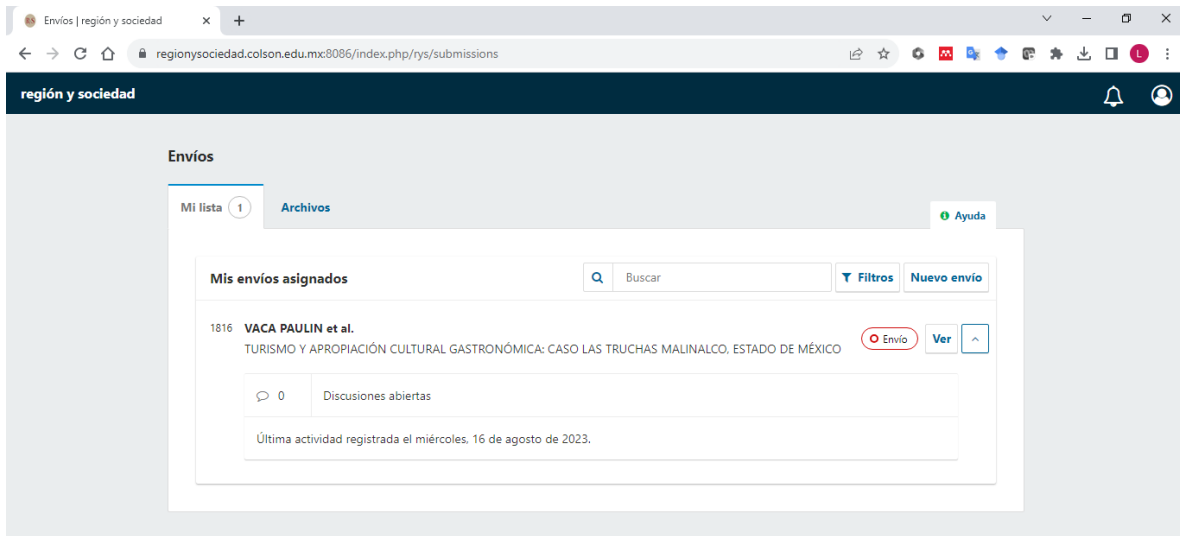 Envíos | región y sociedad
regionysociedad.colson.edu.mx:8086/index.php/rys/submissions
L
región y sociedad
Envíos
Mi lista 1 Archivos
Ayuda
Mis envíos asignados Buscar Filtros Nuevo envío
1816 VACA PAULIN et al.
TURISMO Y APROPIACIÓN CULTURAL GASTRONÓMICA: CASO LAS TRUCHAS MALINALCO, ESTADO DE MÉXICO Envío Ver
0 Discusiones abiertas
Última actividad registrada el miércoles, 16 de agosto de 2023.